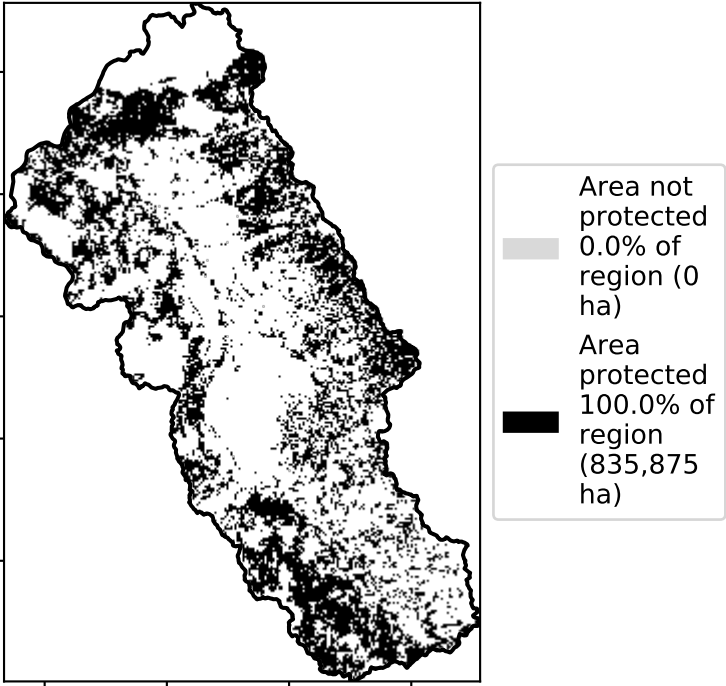 Area not
protected
0.0% of
region (0
ha)
Area
protected
100.0% of
region
(835,875
ha)